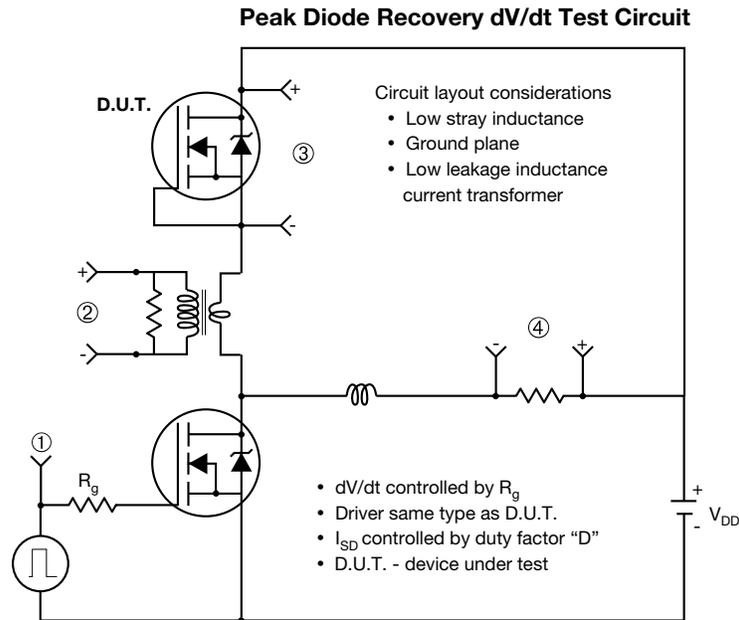 Peak Diode Recovery dV/dt Test Circuit
D.U.T.
+
Circuit layout considerations
• Low stray inductance
• Ground plane
• Low leakage inductance
current transformer
③
-
+
②
-
④
-
+
①
Rg
• dV/dt controlled by Rg
• Driver same type as D.U.T.
• ISD controlled by duty factor “D”
• D.U.T. - device under test
+
VDD
-